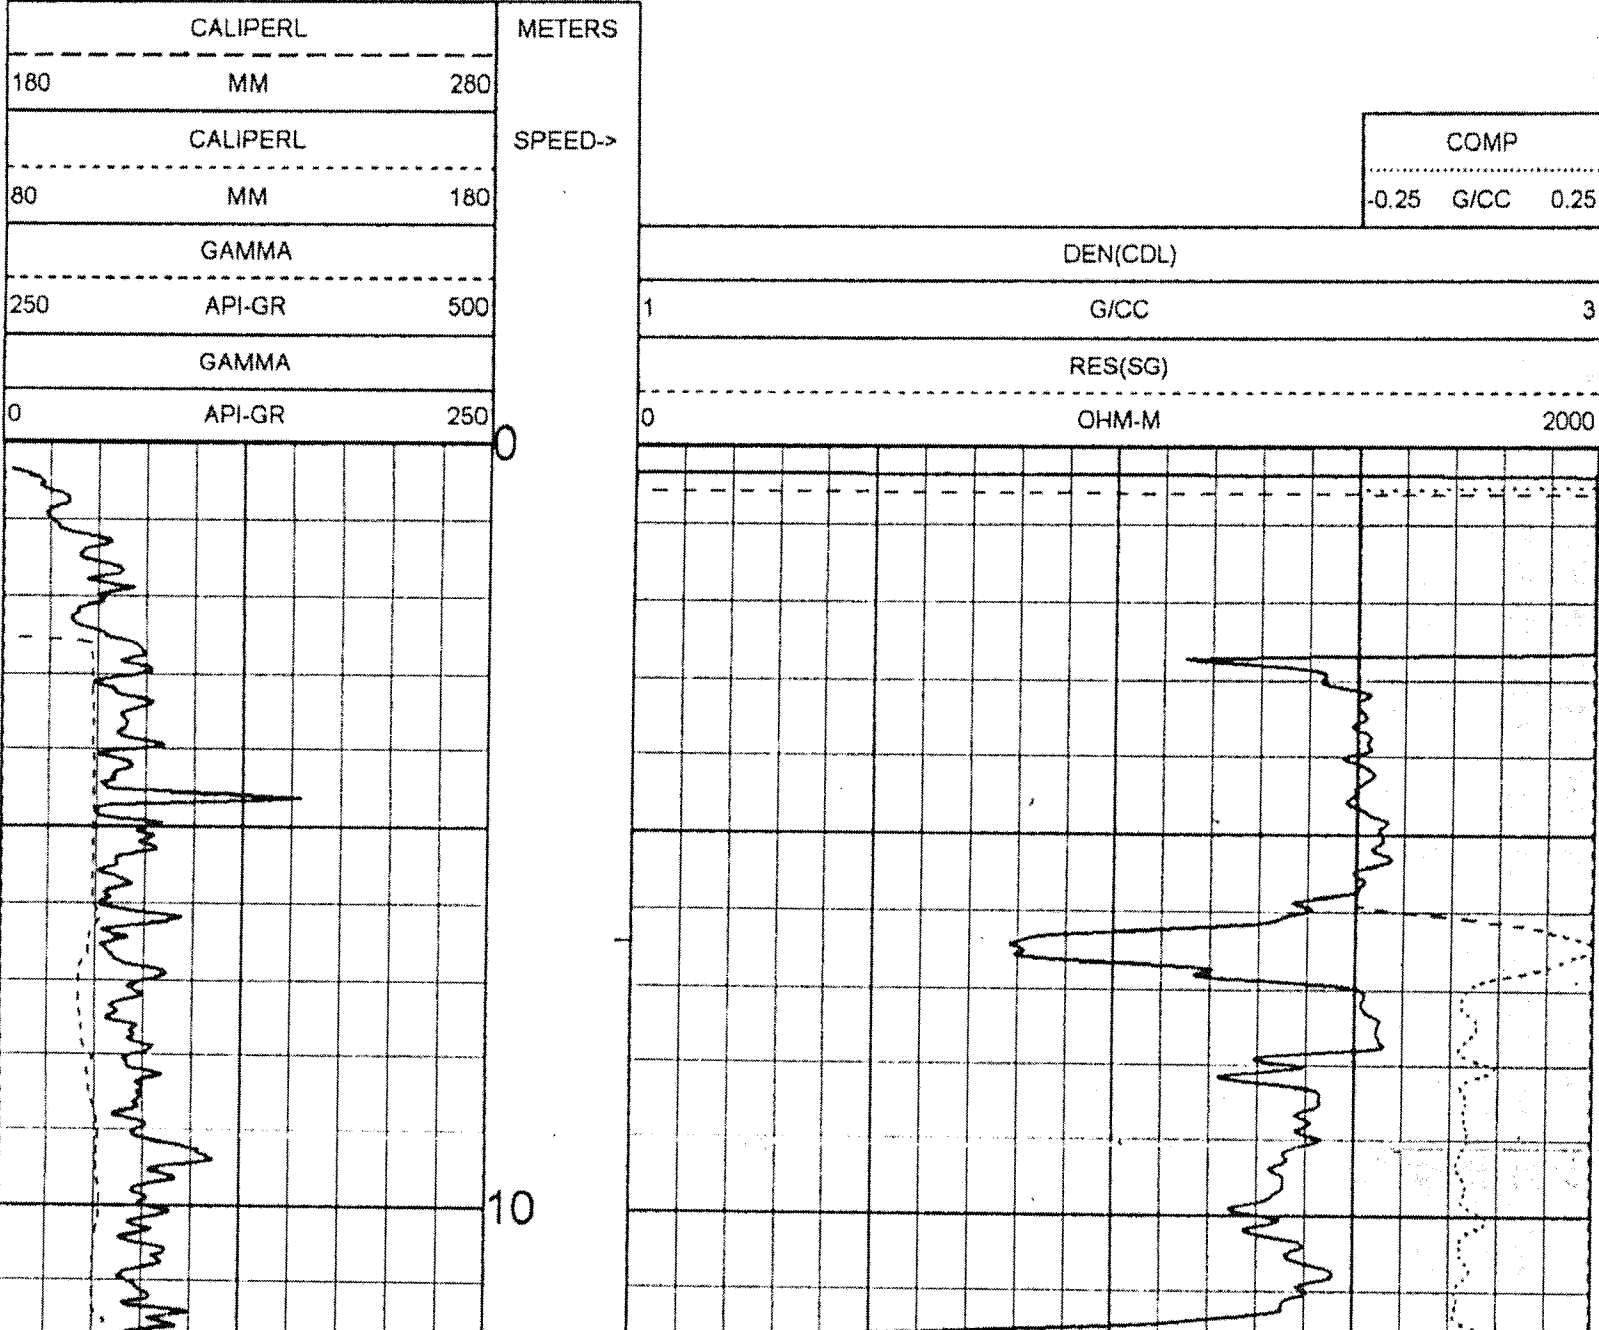 CALIPERL
180 MM 280
CALIPERL
80 MM 180
GAMMA
250 API-GR 500
GAMMA
0 API-GR 250
METERS
SPEED->
COMP
-0.25 G/CC 0.25
DEN(CDL)
1 G/CC 3
RES(SG)
0 OHM-M 2000
0
10